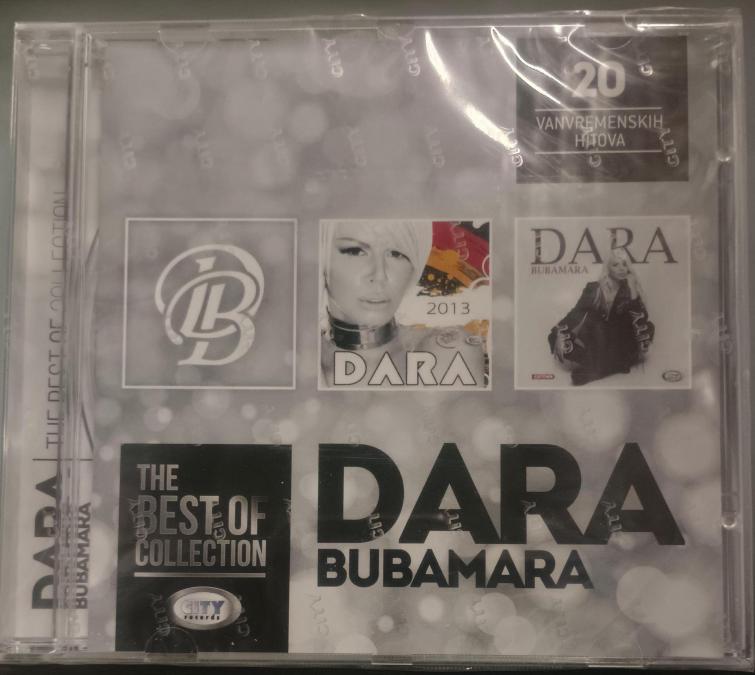 20
VANVREMENSKIH
HITOVA
DB
2013
DARA
DARA
BUBAMARA
THE
BEST OF
COLLECTION
CITY
records
DARA
BUBAMARA
DARA
BUBAMARA
THE BEST OF COLLECTION